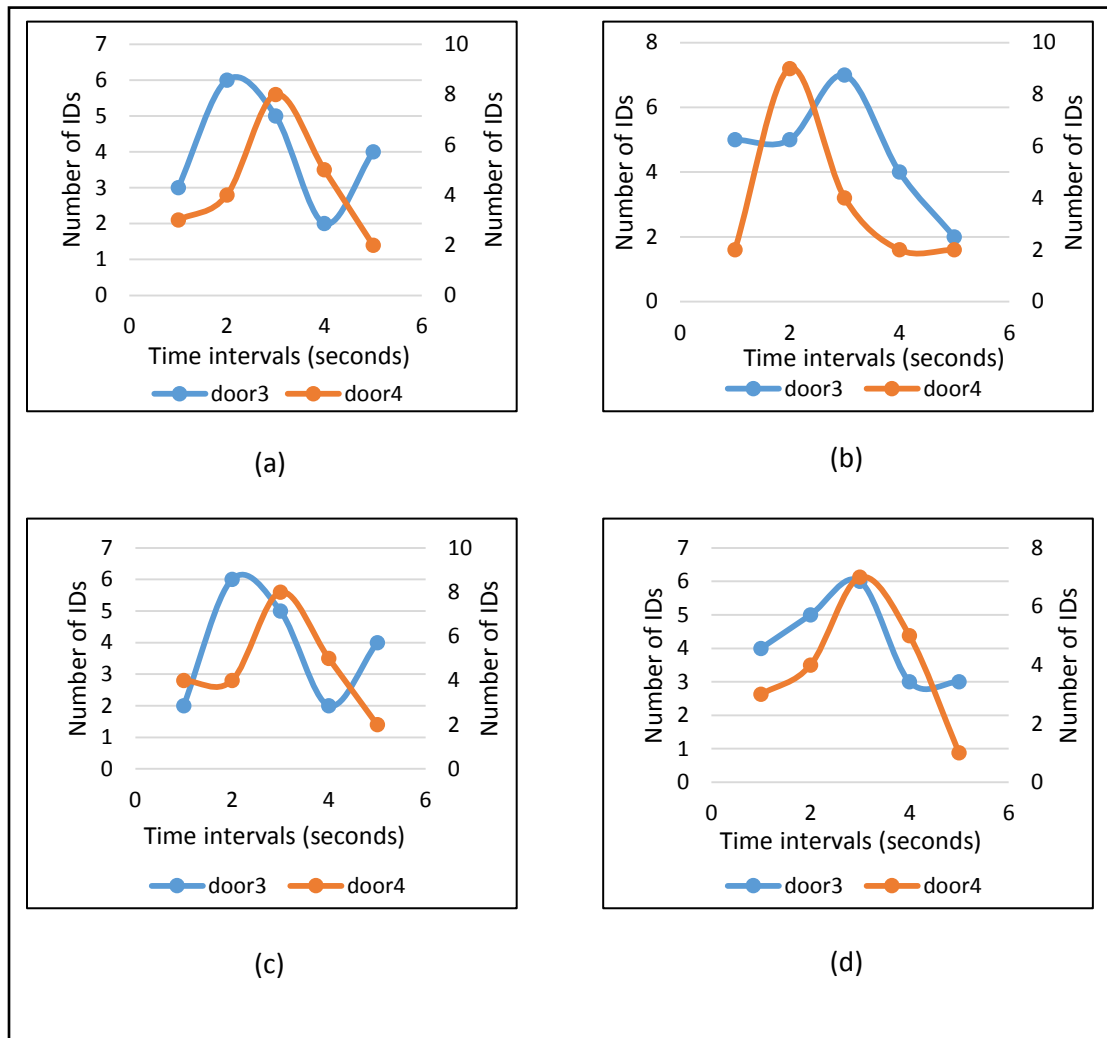 Number of IDs
7
6
5
4
3
2
1
0
10
8
6
4
2
0
Number of IDs
0 2 4 6
Time intervals (seconds)
door3 door4
(a)
Number of IDs
8
6
4
2
0
10
8
6
4
2
0
Number of IDs
0 2 4 6
Time intervals (seconds)
door3 door4
(b)
Number of IDs
7
6
5
4
3
2
1
0
10
8
6
4
2
0
Number of IDs
0 2 4 6
Time intervals (seconds)
door3 door4
(c)
Number of IDs
7
6
5
4
3
2
1
0
8
6
4
2
0
Number of IDs
0 2 4 6
Time intervals (seconds)
door3 door4
(d)